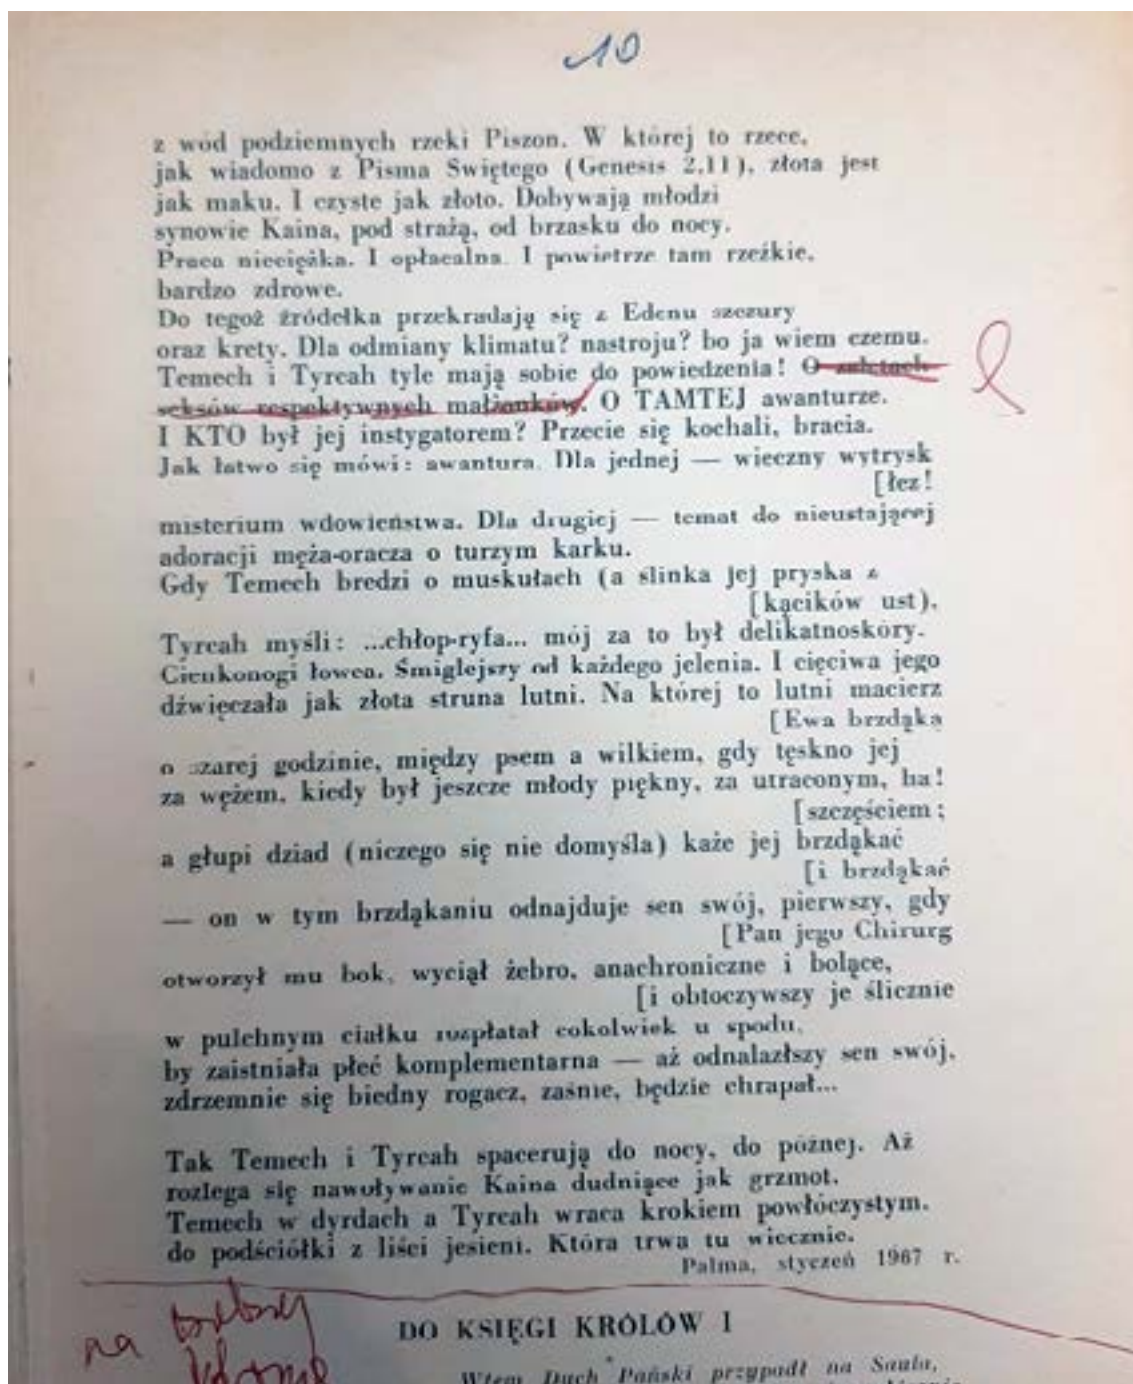 10
z wód podziemnych rzeki Piszon. W której to rzece,
jak wiadomo z Pisma Swiętego (Genesis 2,11), złota jest
jak maku. I czyste jak złoto. Dobywają młodzi
synowie Kaina, pod strażą, od brzasku do nocy.
Praca nieciężka. I opłacalna. I powietrze tam rzeźkie,
bardzo zdrowe.
Do tegoż źródełka przekradają się z Edenu szczury
oraz krety. Dla odmiany klimatu? nastroju? bo ja wiem czemu.
Temech i Tyreah tyle mają sobie do powiedzenia! O zaletach
seksów respektywnych małżonków. O TAMTEJ awanturze.
I KTO był jej instygatorem? Przecie się kochali, bracia.
Jak łatwo się mówi: awantura. Dla jednej — wieczny wytrysk
[łez!
misterium wdowieństwa. Dla drugiej — temat do nieustającej
adoracji męża-oracza o turzym karku.
Gdy Temech bredzi o muskułach (a ślinka jej pryska z
[kącików ust),
Tyreah myśli: ...chłop-ryfa... mój za to był delikatnoskóry.
Cienkonogi łowca. Śmiglejszy od każdego jelenia. I cięciwa jego
dźwięczała jak złota struna lutni. Na której to lutni macierz
[Ewa brzdąka
o szarej godzinie, między psem a wilkiem, gdy tęskno jej
za wężem, kiedy był jeszcze młody piękny, za utraconym, ha!
[szczęściem;
a głupi dziad (niczego się nie domyśla) każe jej brzdąkać
[i brzdąkać
— on w tym brzdąkaniu odnajduje sen swój, pierwszy, gdy
[Pan jego Chirurg
otworzył mu bok, wyciął żebro, anachroniczne i bolące,
[i obtoczywszy je ślicznie
w pulchnym ciałku rozpłatał cokolwiek u spodu,
by zaistniała płeć komplementarna — aż odnalazłszy sen swój,
zdrzemnie się biedny rogacz, zaśnie, będzie chrapał...
Tak Temech i Tyreah spacerują do nocy, do późnej. Aż
rozlega się nawoływanie Kaina dudniące jak grzmot.
Temech w dyrdach a Tyreah wraca krokiem powłóczystym.
do podściółki z liści jesieni. Która trwa tu wiecznie.
Palma, styczeń 1967 r.
na
DO KSIĘGI KRÓLÓW I
Wtem Duch Pański przypadł na Saula,